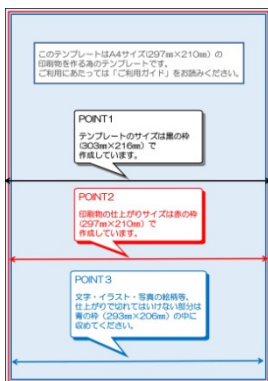 このテンプレートはA4サイズ(297㎜×210㎜)の
印刷物を作る為のテンプレートです。
ご利用にあたっては「ご利用ガイド」をお読みください。
POINT1
テンプレートのサイズは黒の枠
(303㎜×216㎜)で
作成しています。
POINT2
印刷物の仕上がりサイズは赤の枠
(297㎜×210㎜)で
作成しています。
POINT3
文字・イラスト・写真の絵柄等、
仕上がりで切れてはいけない部分は
青の枠(293㎜×206㎜)の中に
収めてください。